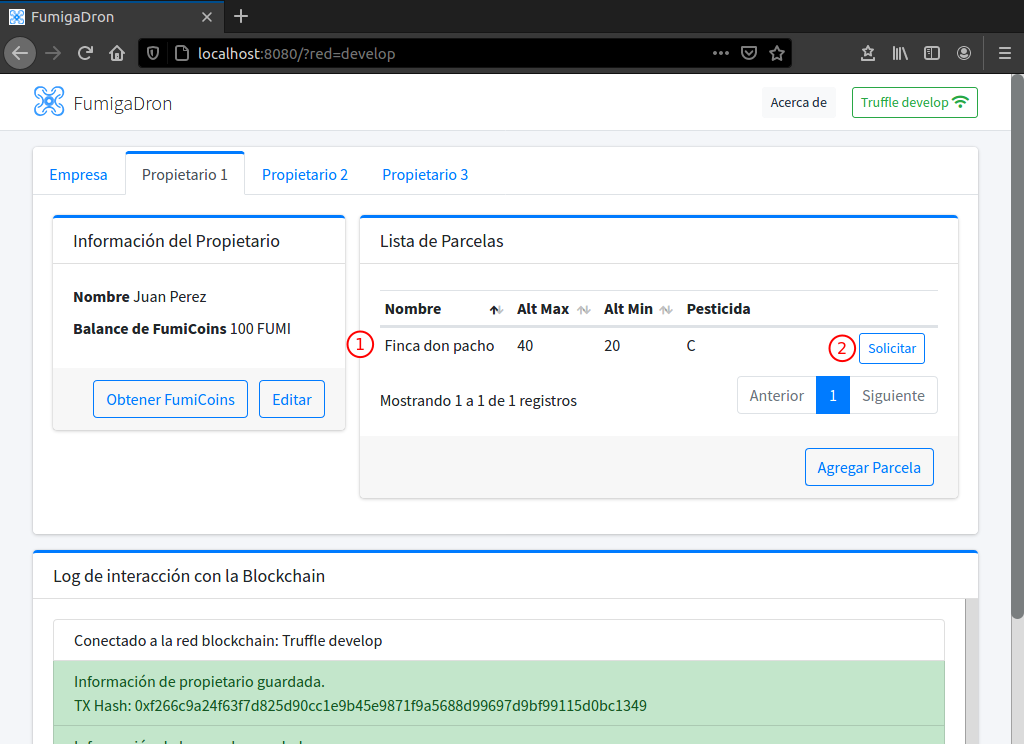 FumigaDron
localhost:8080/?red=develop
FumigaDron
Acerca de
Truffle develop
Empresa
Propietario 1
Propietario 2
Propietario 3
Información del Propietario
Nombre Juan Perez
Balance de FumiCoins 100 FUMI
Obtener FumiCoins
Editar
Lista de Parcelas
Nombre Alt Max Alt Min Pesticida
1 Finca don pacho 40 20 C 2 Solicitar
Mostrando 1 a 1 de 1 registros
Anterior 1 Siguiente
Agregar Parcela
Log de interacción con la Blockchain
Conectado a la red blockchain: Truffle develop
Información de propietario guardada.
TX Hash: 0xf266c9a24f63f7d825d90cc1e9b45e9871f9a5688d99697d9bf99115d0bc1349